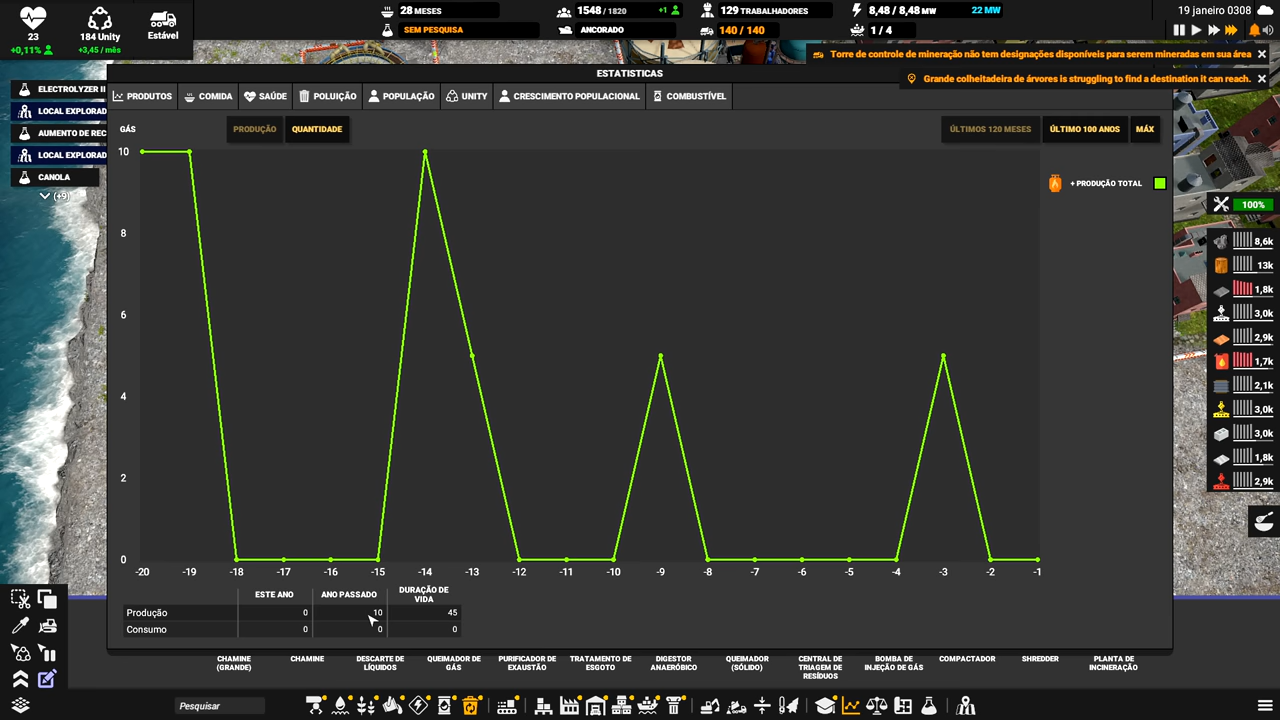 23
+0,11%
184 Unity
+3,45 / mês
Estável
28 MESES
SEM PESQUISA
1548 / 1820
+1
ANCORADO
129 TRABALHADORES
140 / 140
8,48 / 8,48 MW
22 MW
1 / 4
19 janeiro 0308
Torre de controle de mineração não tem designações disponíveis para serem mineradas em sua área
Grande colheitadeira de árvores is struggling to find a destination it can reach.
ELECTROLYZER II
LOCAL EXPLORAD
AUMENTO DE REC
LOCAL EXPLORAD
CANOLA
(+9)
ESTATISTICAS
PRODUTOS
COMIDA
SAÚDE
POLUIÇÃO
POPULAÇÃO
UNITY
CRESCIMENTO POPULACIONAL
COMBUSTÍVEL
GÁS
PRODUÇÃO
QUANTIDADE
ÚLTIMOS 120 MESES
ÚLTIMO 100 ANOS
MÁX
10
8
6
4
2
0
-20 -19 -18 -17 -16 -15 -14 -13 -12 -11 -10 -9 -8 -7 -6 -5 -4 -3 -2 -1
+ PRODUÇÃO TOTAL
ESTE ANO
ANO PASSADO
DURAÇÃO DE
VIDA
Produção 0 10 45
Consumo 0 0 0
100%
8,6k
13k
1,8k
3,0k
2,9k
1,7k
2,1k
3,0k
3,0k
1,8k
2,9k
CHAMINE
(GRANDE)
CHAMINE
DESCARTE DE
LÍQUIDOS
QUEIMADOR DE
GÁS
PURIFICADOR DE
EXAUSTÃO
TRATAMENTO DE
ESGOTO
DIGESTOR
ANAERÓBICO
QUEIMADOR
(SÓLIDO)
CENTRAL DE
TRIAGEM DE
RESÍDUOS
BOMBA DE
INJEÇÃO DE GÁS
COMPACTADOR
SHREDDER
PLANTA DE
INCINERAÇÃO
Pesquisar